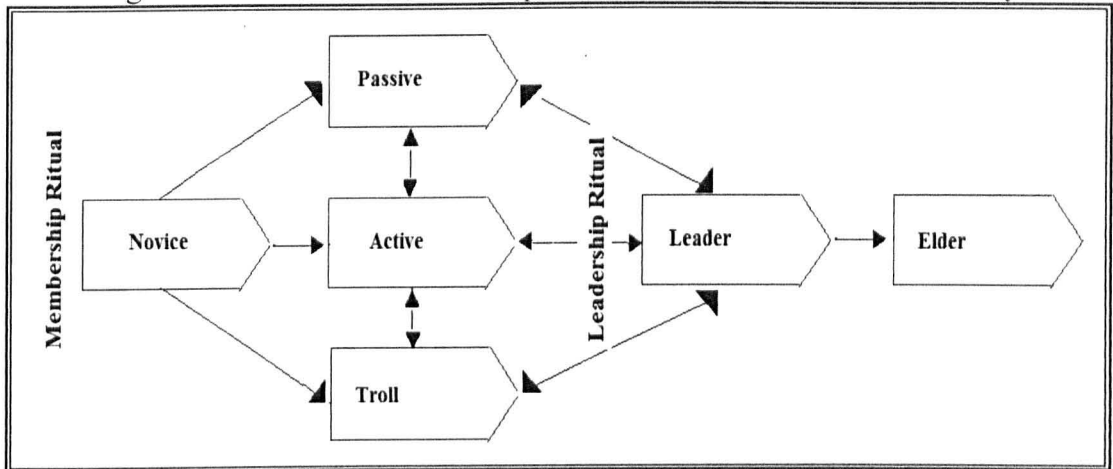 Passive
Membership Ritual
Novice
Active
Leadership Ritual
Leader
Elder
Troll